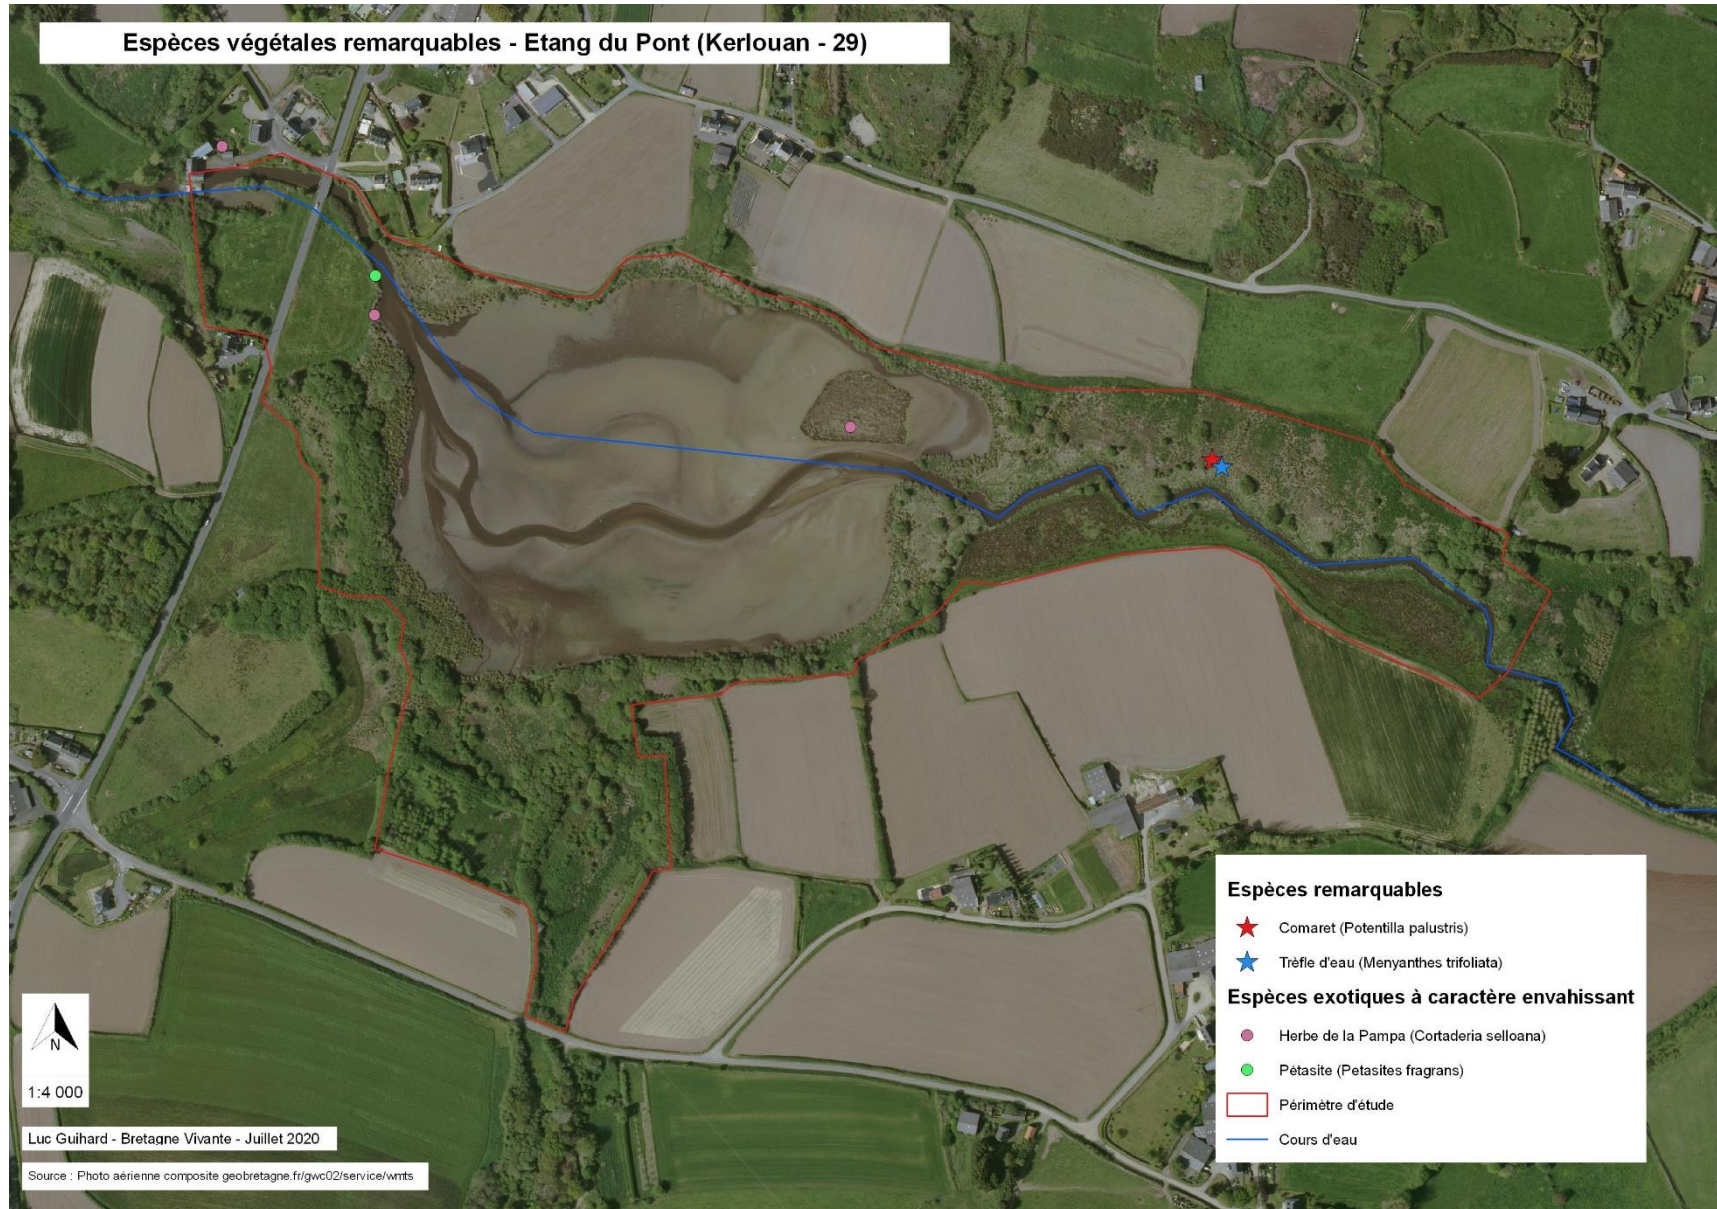 Espèces végétales remarquables - Etang du Pont (Kerlouan - 29)
Espèces remarquables
Comaret (Potentilla palustris)
Trèfle d'eau (Menyanthes trifoliata)
Espèces exotiques à caractère envahissant
Herbe de la Pampa (Cortaderia selloana)
Pétasite (Petasites fragrans)
Périmètre d'étude
Cours d'eau
N
1:4 000
Luc Guihard - Bretagne Vivante - Juillet 2020
Source : Photo aérienne composite geobretagne.fr/gwc02/service/wmts